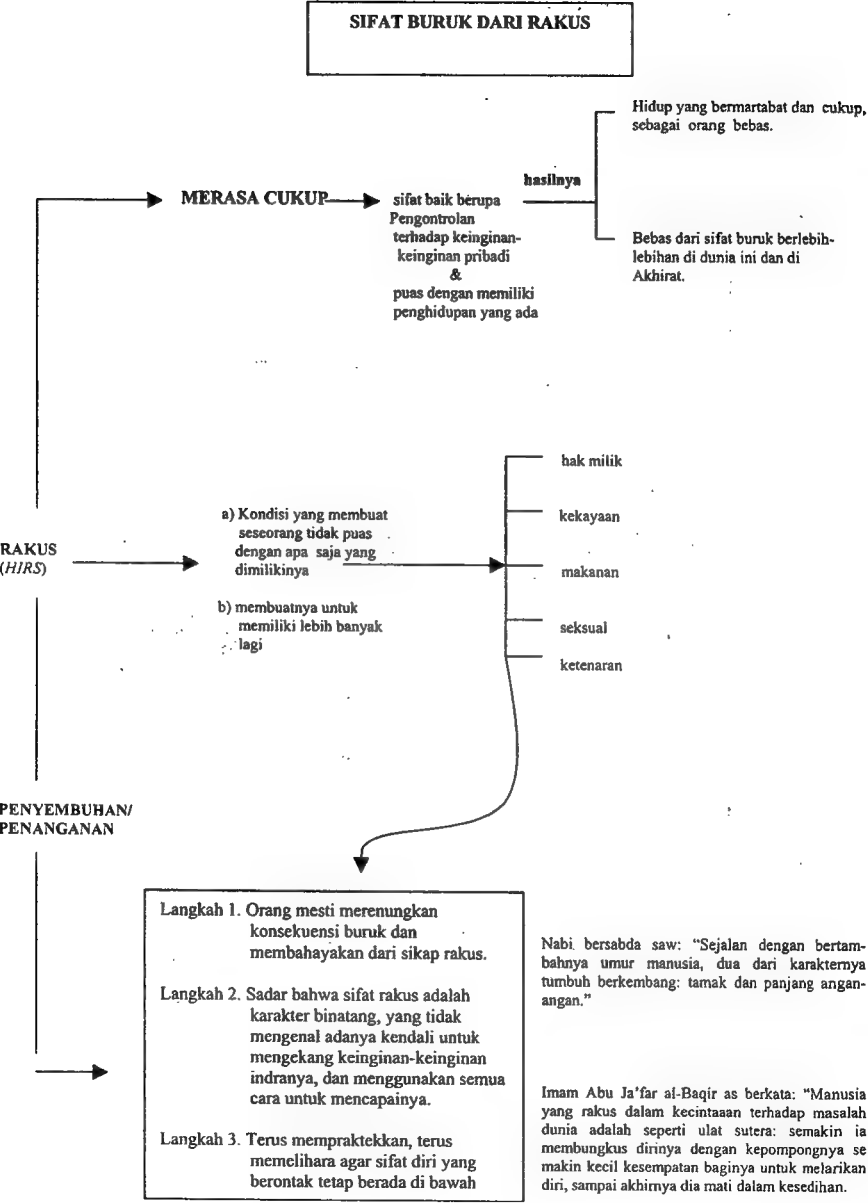 SIFAT BURUK DARI RAKUS
Hidup yang bermartabat dan cukup,
sebagai orang bebas.
hasilnya
MERASA CUKUP
sifat baik berupa
Pengontrolan
terhadap keinginan-
keinginan pribadi
&
puas dengan memiliki
penghidupan yang ada
Bebas dari sifat buruk berlebih-
lebihan di dunia ini dan di
Akhirat.
RAKUS
(HIRS)
a) Kondisi yang membuat
seseorang tidak puas
dengan apa saja yang
dimilikinya
b) membuatnya untuk
memiliki lebih banyak
lagi
hak milik
kekayaan
makanan
seksual
ketenaran
PENYEMBUHAN/
PENANGANAN
Langkah 1. Orang mesti merenungkan
konsekuensi buruk dan
membahayakan dari sikap rakus.
Langkah 2. Sadar bahwa sifat rakus adalah
karakter binatang, yang tidak
mengenal adanya kendali untuk
mengekang keinginan-keinginan
indranya, dan menggunakan semua
cara untuk mencapainya.
Langkah 3. Terus mempraktekkan, terus
memelihara agar sifat diri yang
berontak tetap berada di bawah
Nabi bersabda saw: “Sejalan dengan bertam-
bahnya umur manusia, dua dari karakternya
tumbuh berkembang: tamak dan panjang angan-
angan.”
Imam Abu Ja’far al-Baqir as berkata: “Manusia
yang rakus dalam kecintaaan terhadap masalah
dunia adalah seperti ulat sutera: semakin ia
membungkus dirinya dengan kepompongnya se
makin kecil kesempatan baginya untuk melarikan
diri, sampai akhirnya dia mati dalam kesedihan.